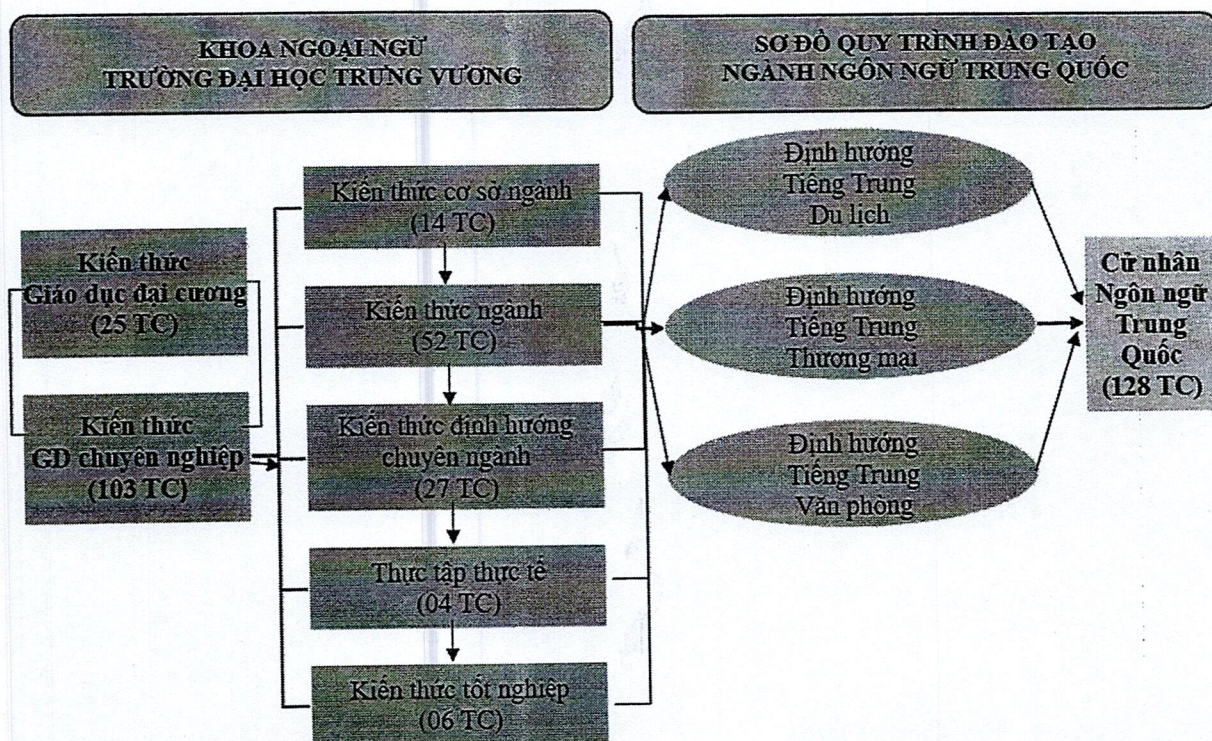 KHOA NGOẠI NGỮ
TRƯỜNG ĐẠI HỌC TRƯNG VƯƠNG
SƠ ĐỒ QUY TRÌNH ĐÀO TẠO
NGÀNH NGÔN NGỮ TRUNG QUỐC
Kiến thức
Giáo dục đại cương
(25 TC)
Kiến thức
GD chuyên nghiệp
(103 TC)
Kiến thức cơ sở ngành
(14 TC)
Kiến thức ngành
(52 TC)
Kiến thức định hướng
chuyên ngành
(27 TC)
Thực tập thực tế
(04 TC)
Kiến thức tốt nghiệp
(06 TC)
Định hướng
Tiếng Trung
Du lịch
Định hướng
Tiếng Trung
Thương mại
Định hướng
Tiếng Trung
Văn phòng
Cử nhân
Ngôn ngữ
Trung
Quốc
(128 TC)